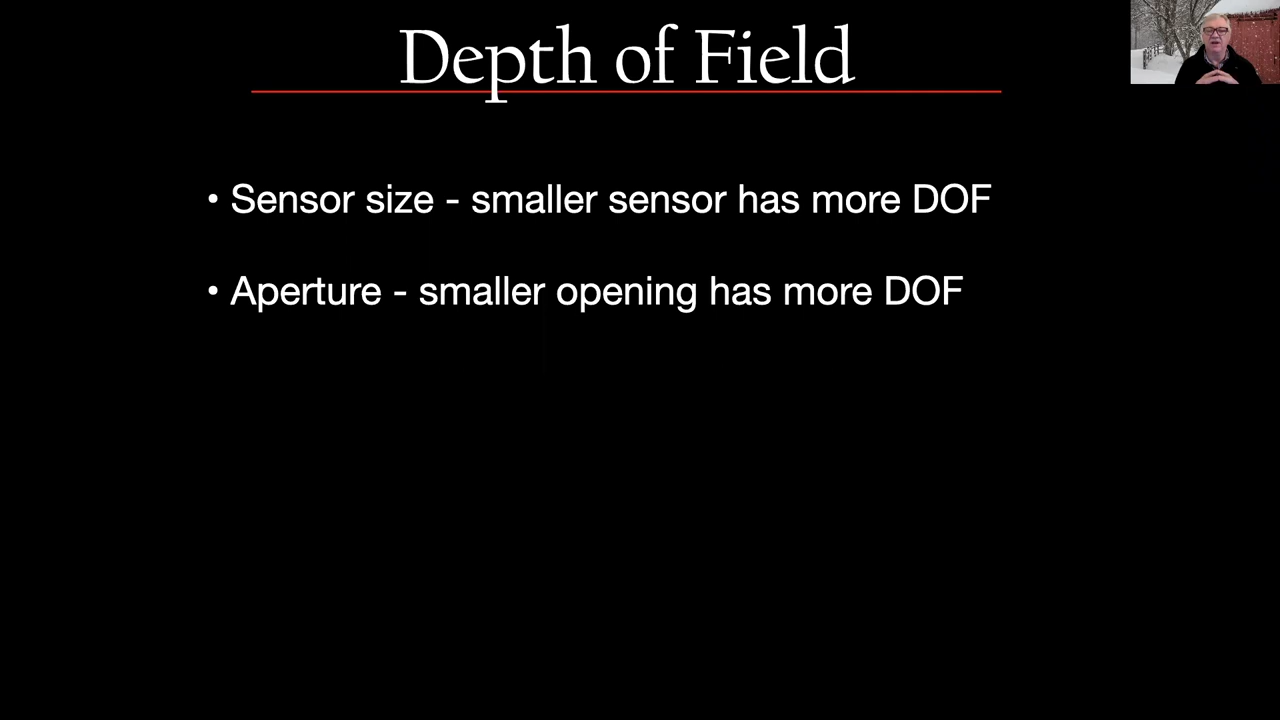 Depth of Field
• Sensor size - smaller sensor has more DOF
• Aperture - smaller opening has more DOF